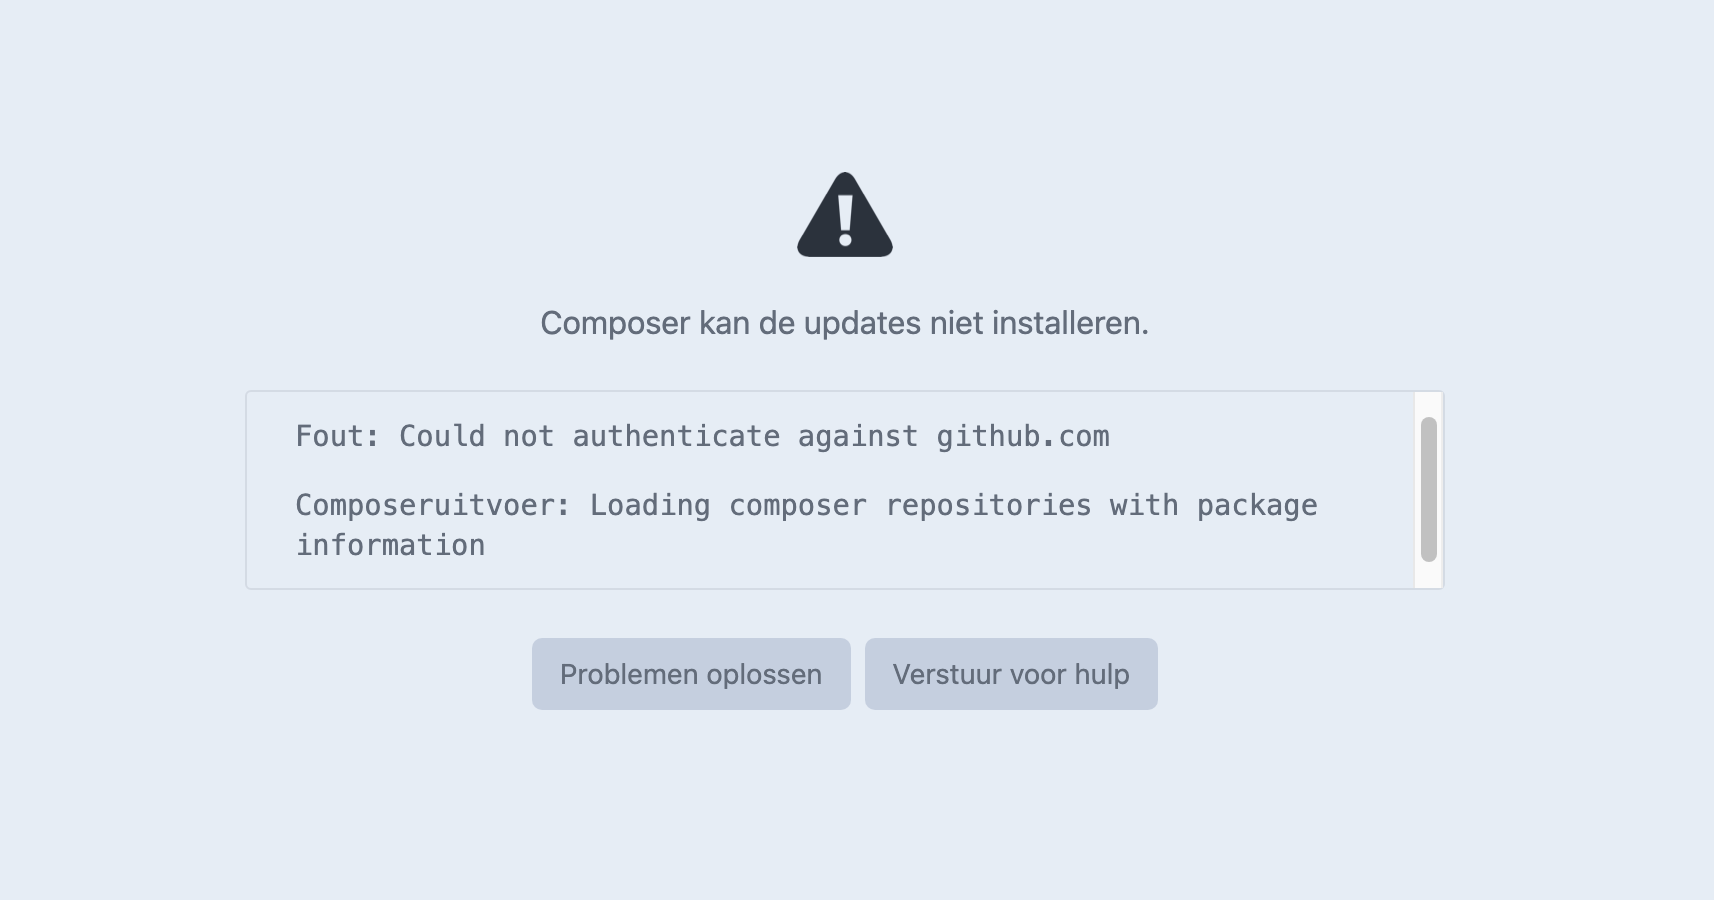 Composer kan de updates niet installeren.
Fout: Could not authenticate against github.com
Composeruitvoer: Loading composer repositories with package
information
Problemen oplossen
Verstuur voor hulp